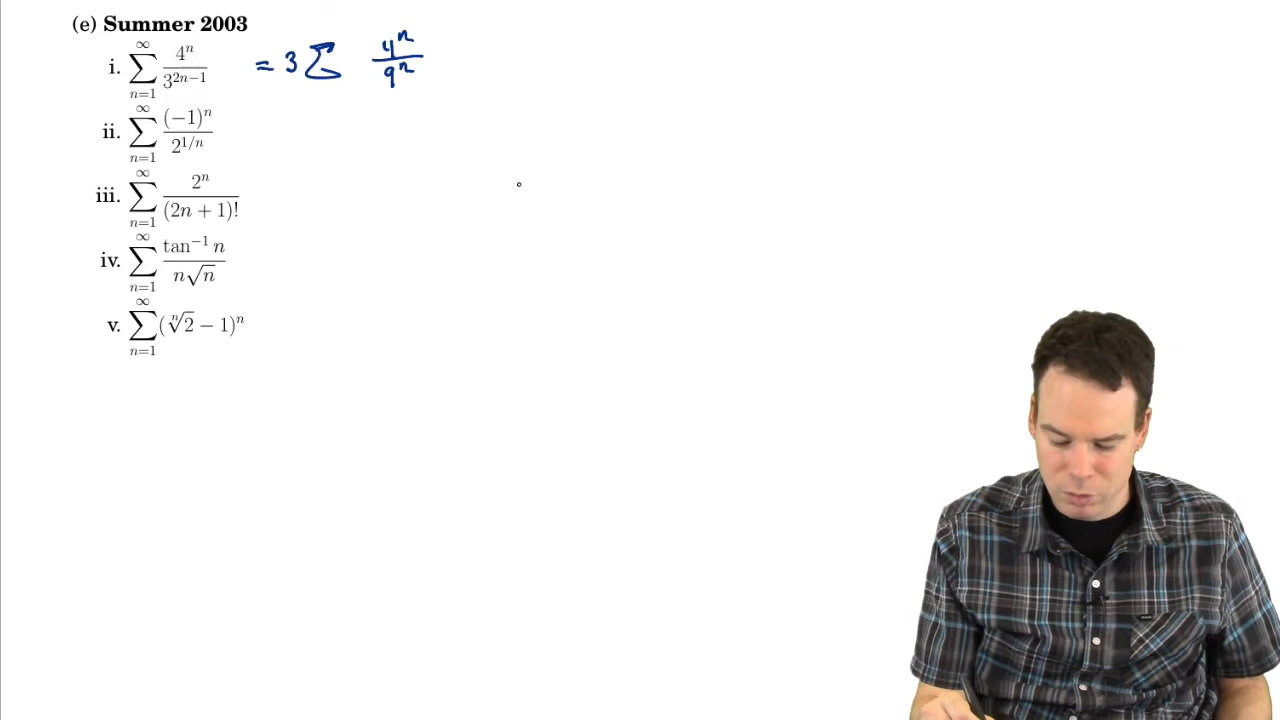 (e) Summer 2003
i. ∑_{n=1}^{∞} 4^n / 3^{2n−1} = 3 ∑ 4^n / 9^n
ii. ∑_{n=1}^{∞} (−1)^n / 2^{1/n}
iii. ∑_{n=1}^{∞} 2^n / (2n + 1)!
iv. ∑_{n=1}^{∞} tan^{−1} n / n√n
v. ∑_{n=1}^{∞} (ⁿ√2 − 1)^n